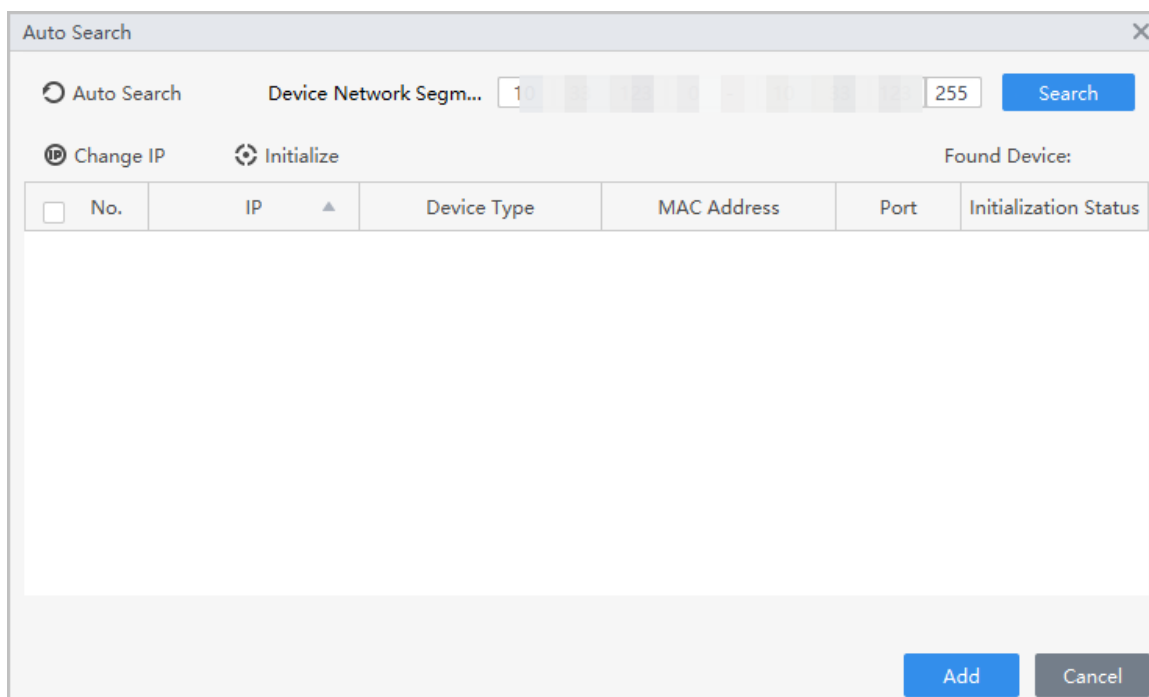 Auto Search
Auto Search Device Network Segm... 255 Search
Change IP Initialize Found Device:
No. IP Device Type MAC Address Port Initialization Status
Add Cancel